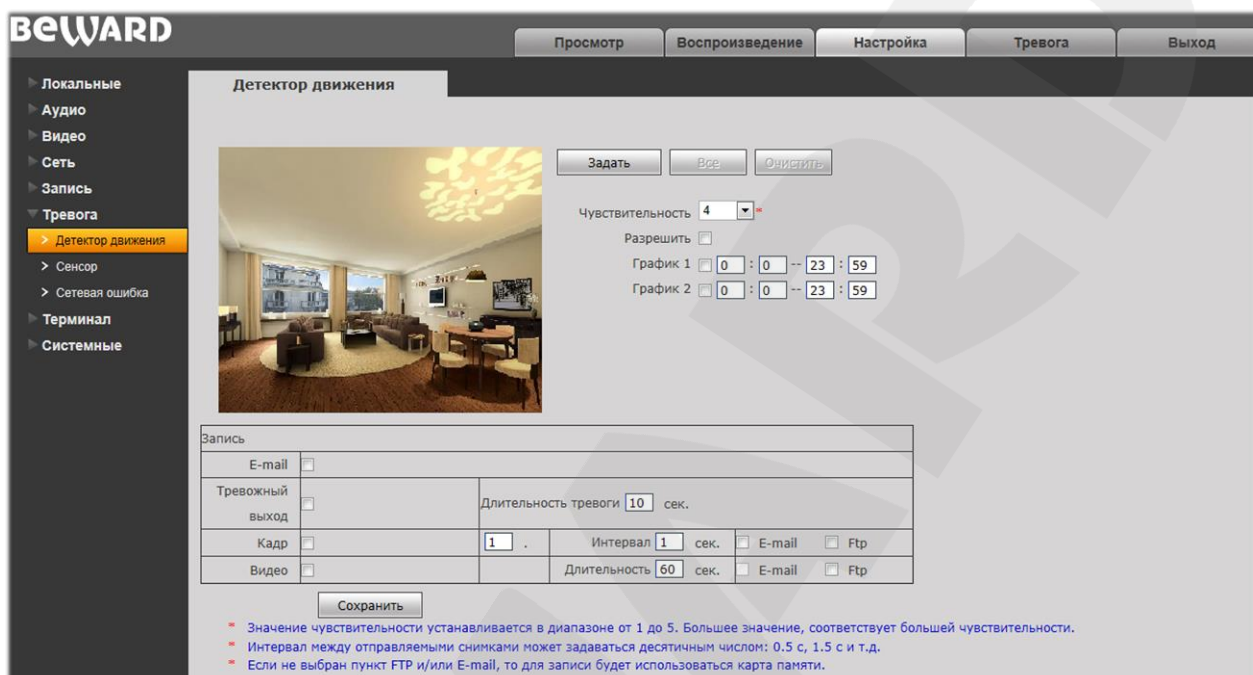 BEWARD
Просмотр Воспроизведение Настройка Тревога Выход
Локальные
Аудио
Видео
Сеть
Запись
Тревога
> Детектор движения
> Сенсор
> Сетевая ошибка
Терминал
Системные
Детектор движения
Задать Все Очистить
Чувствительность 4 *
Разрешить
График 1 0 : 0 -- 23 : 59
График 2 0 : 0 -- 23 : 59
Запись
E-mail
Тревожный
выход
Длительность тревоги 10 сек.
Кадр 1 . Интервал 1 сек. E-mail Ftp
Видео Длительность 60 сек. E-mail Ftp
Сохранить
* Значение чувствительности устанавливается в диапазоне от 1 до 5. Большее значение, соответствует большей чувствительности.
* Интервал между отправляемыми снимками может задаваться десятичным числом: 0.5 с, 1.5 с и т.д.
* Если не выбран пункт FTP и/или E-mail, то для записи будет использоваться карта памяти.